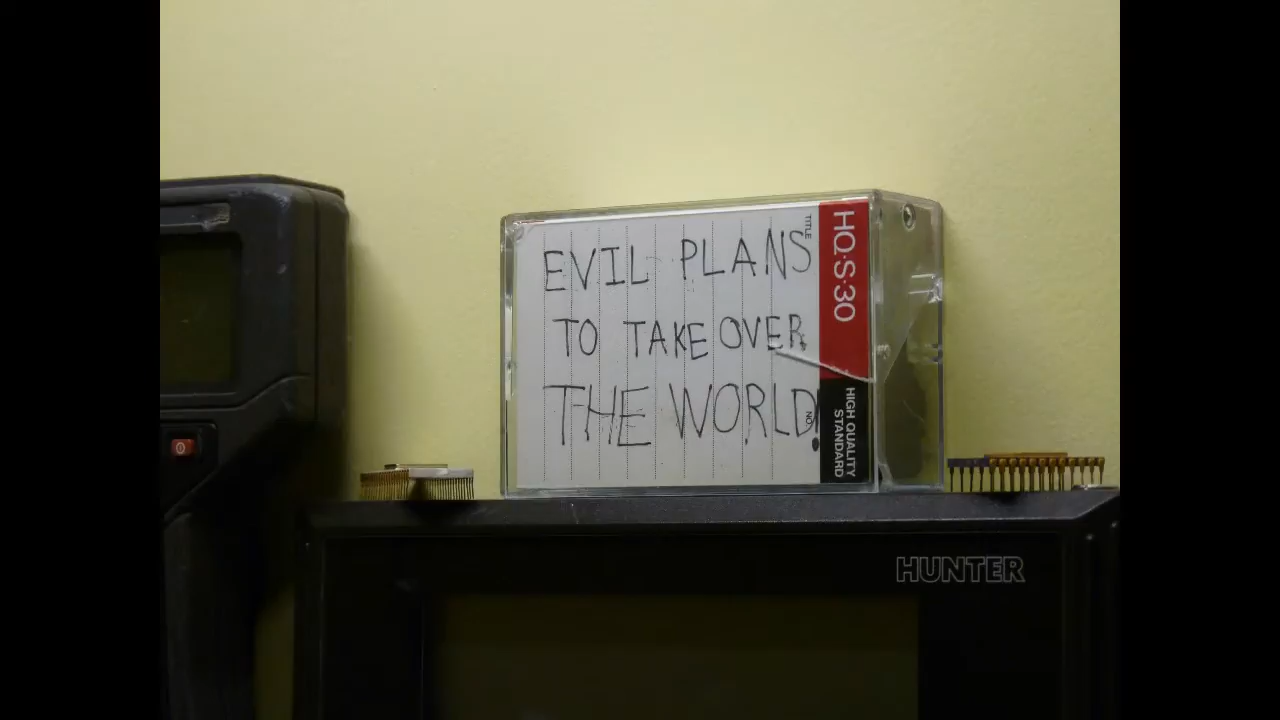 EVIL PLANS
TO TAKE OVER
THE WORLD!
TITLE
NO.
HQ·S·30
HIGH QUALITY
STANDARD
HUNTER